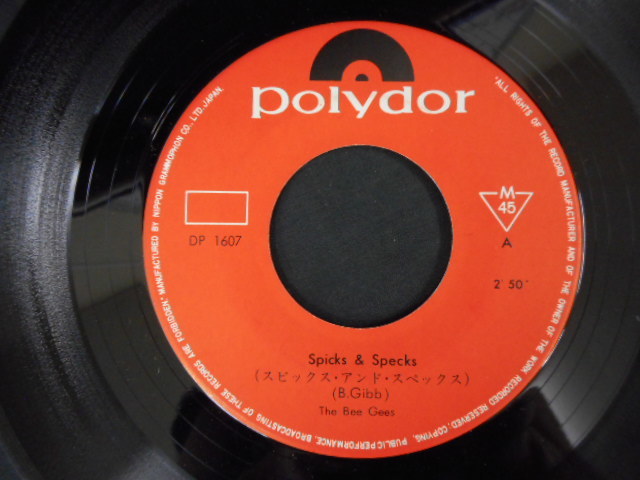 polydor
DP 1607
M
45
A
2' 50"
Spicks & Specks
(スピックス・アンド・スペックス)
(B.Gibb)
The Bee Gees
"ALL RIGHTS OF THE RECORD MANUFACTURER AND OF THE OWNER OF THE WORK RECORDED RESERVED. COPYING, PUBLIC PERFORMANCE, BROADCASTING OF THESE RECORDS ARE FORBIDDEN." MANUFACTURED BY NIPPON GRAMMOPHON CO., LTD., JAPAN.